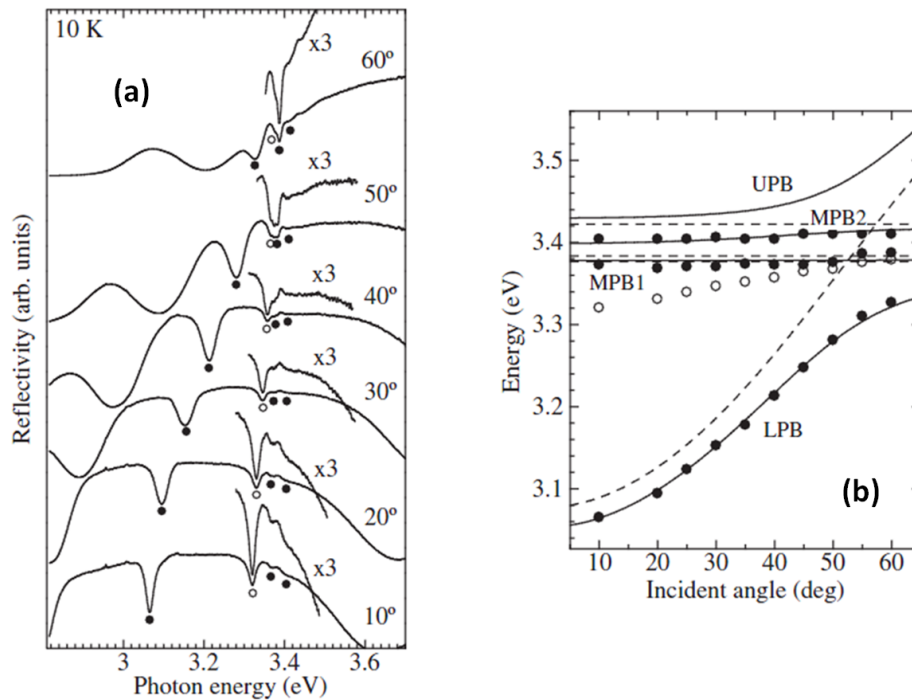 10 K
(a)
x3
60º
x3
50º
x3
40º
x3
30º
x3
20º
x3
10º
Reflectivity (arb. units)
3
3.2
3.4
3.6
Photon energy (eV)
3.5
3.4
3.3
3.2
3.1
Energy (eV)
UPB
MPB2
MPB1
LPB
(b)
10
20
30
40
50
60
Incident angle (deg)